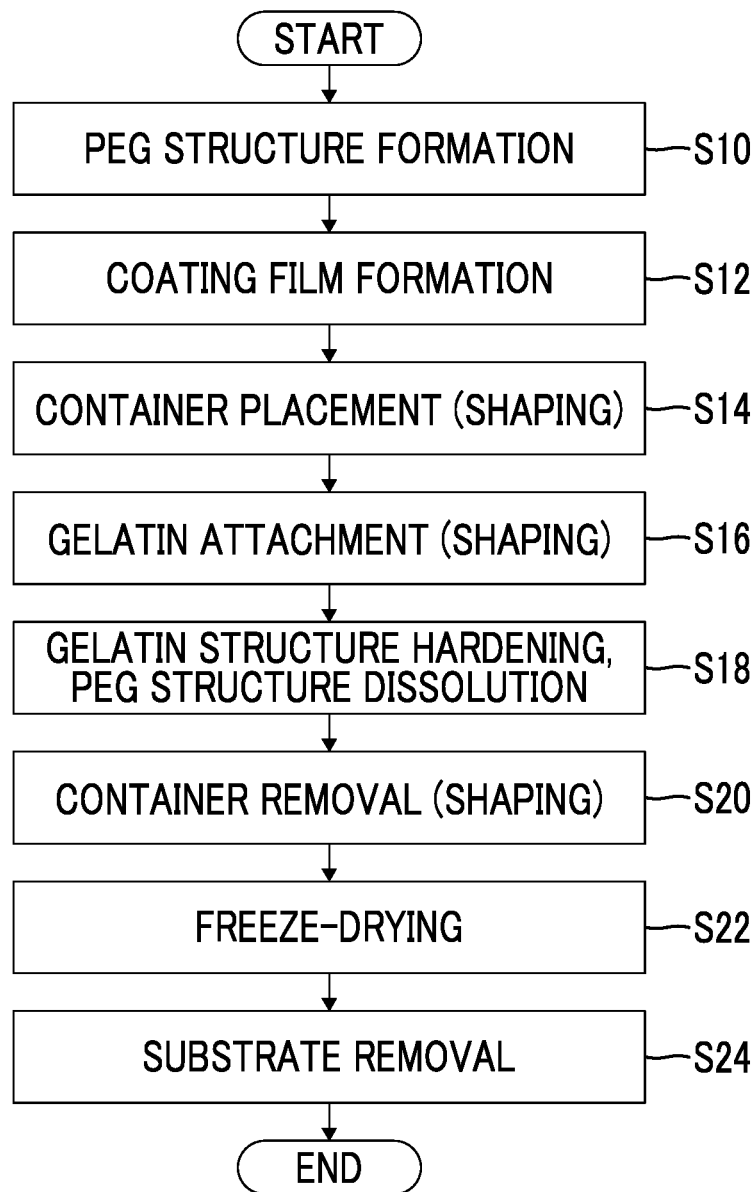 START
PEG STRUCTURE FORMATION
S10
COATING FILM FORMATION
S12
CONTAINER PLACEMENT (SHAPING)
S14
GELATIN ATTACHMENT (SHAPING)
S16
GELATIN STRUCTURE HARDENING,
PEG STRUCTURE DISSOLUTION
S18
CONTAINER REMOVAL (SHAPING)
S20
FREEZE-DRYING
S22
SUBSTRATE REMOVAL
S24
END